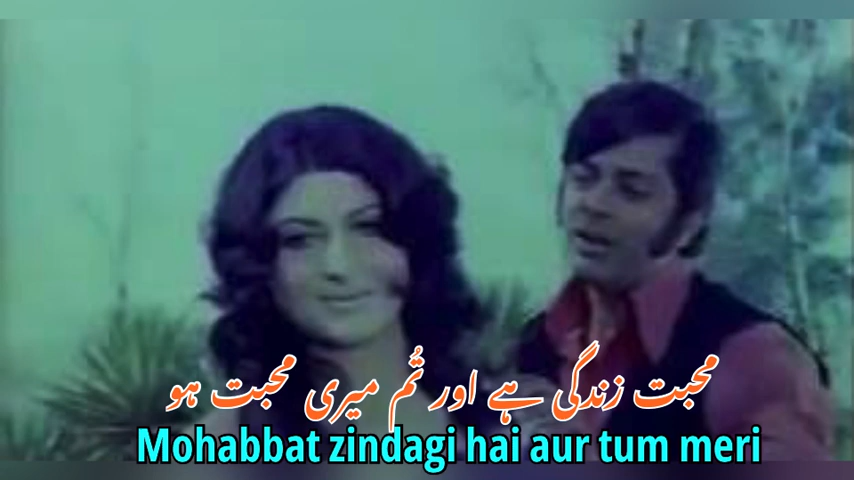 محبت زندگی ہے اور تُم میری محبت ہو
Mohabbat zindagi hai aur tum meri